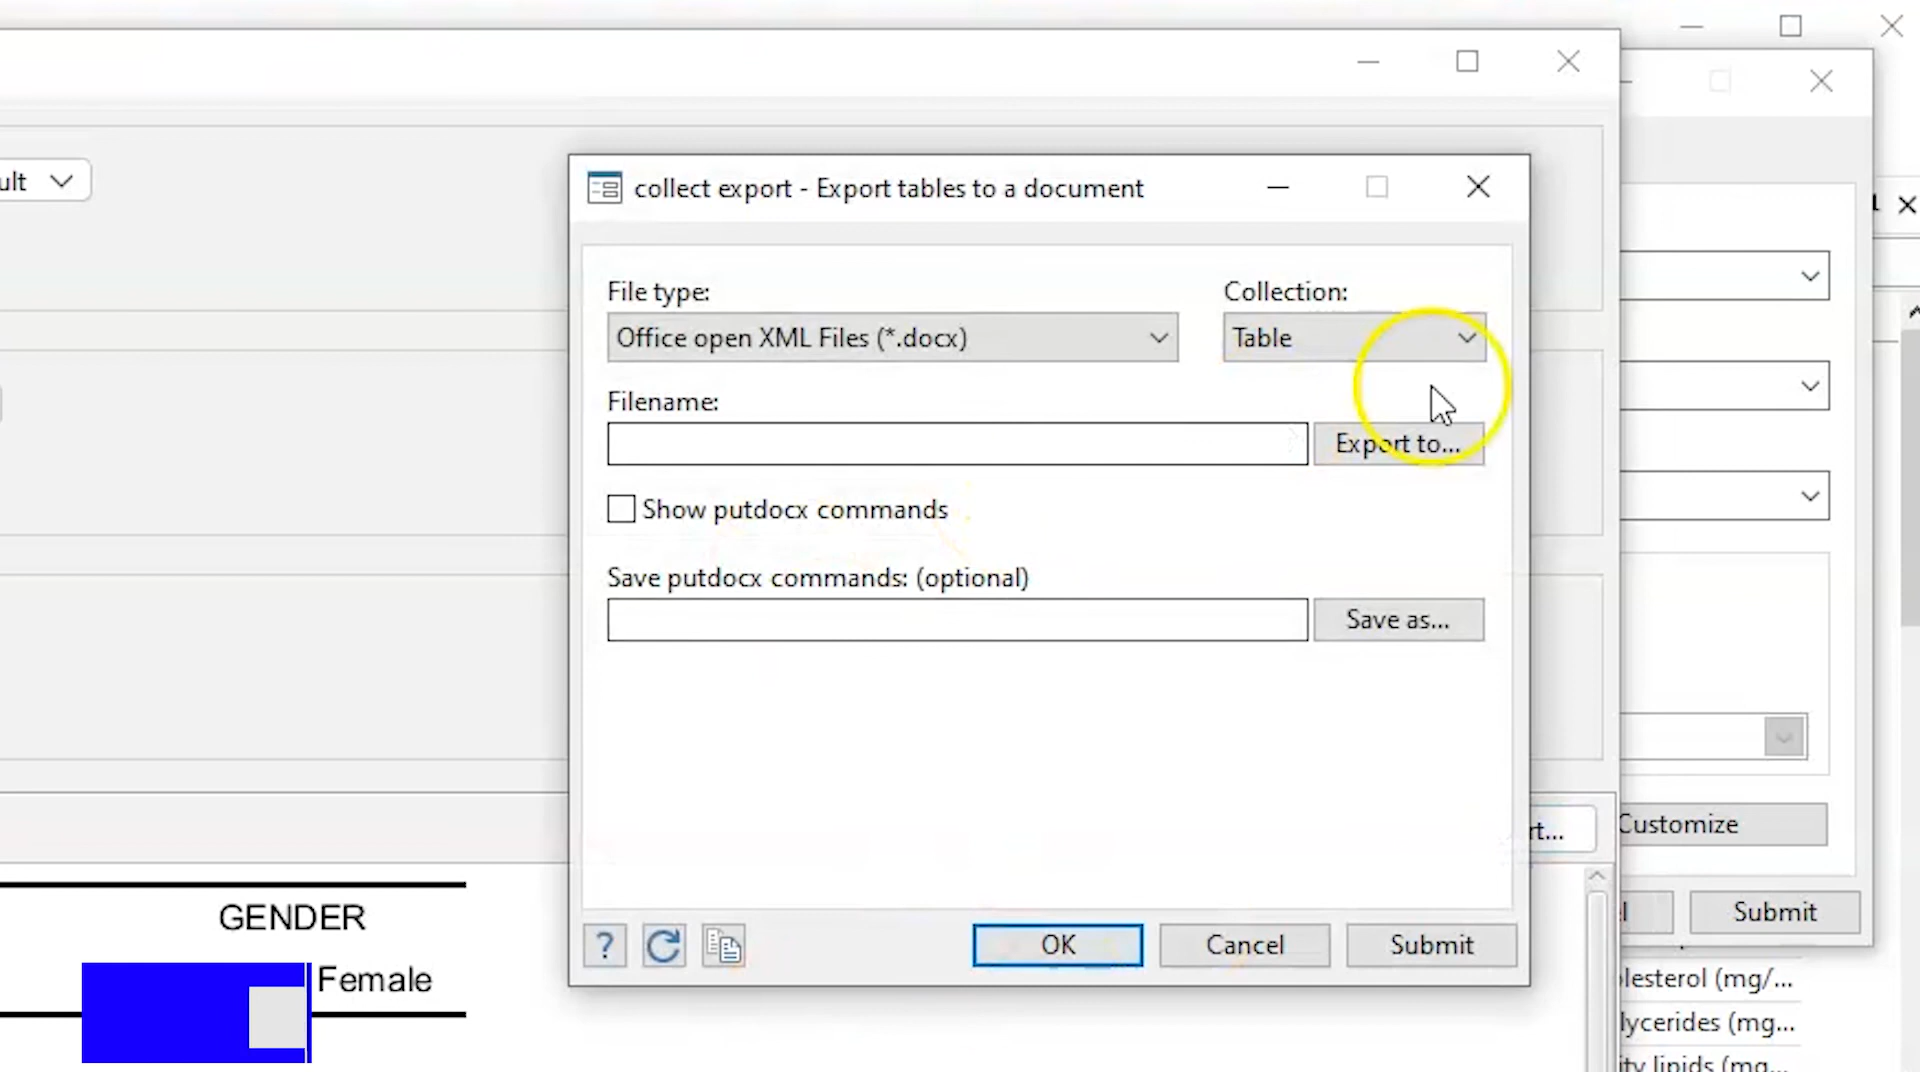 collect export - Export tables to a document
File type:
Collection:
Office open XML Files (*.docx)
Table
Filename:
Export to...
Show putdocx commands
Save putdocx commands: (optional)
Save as...
Customize
GENDER
Submit
OK
Cancel
Submit
Female